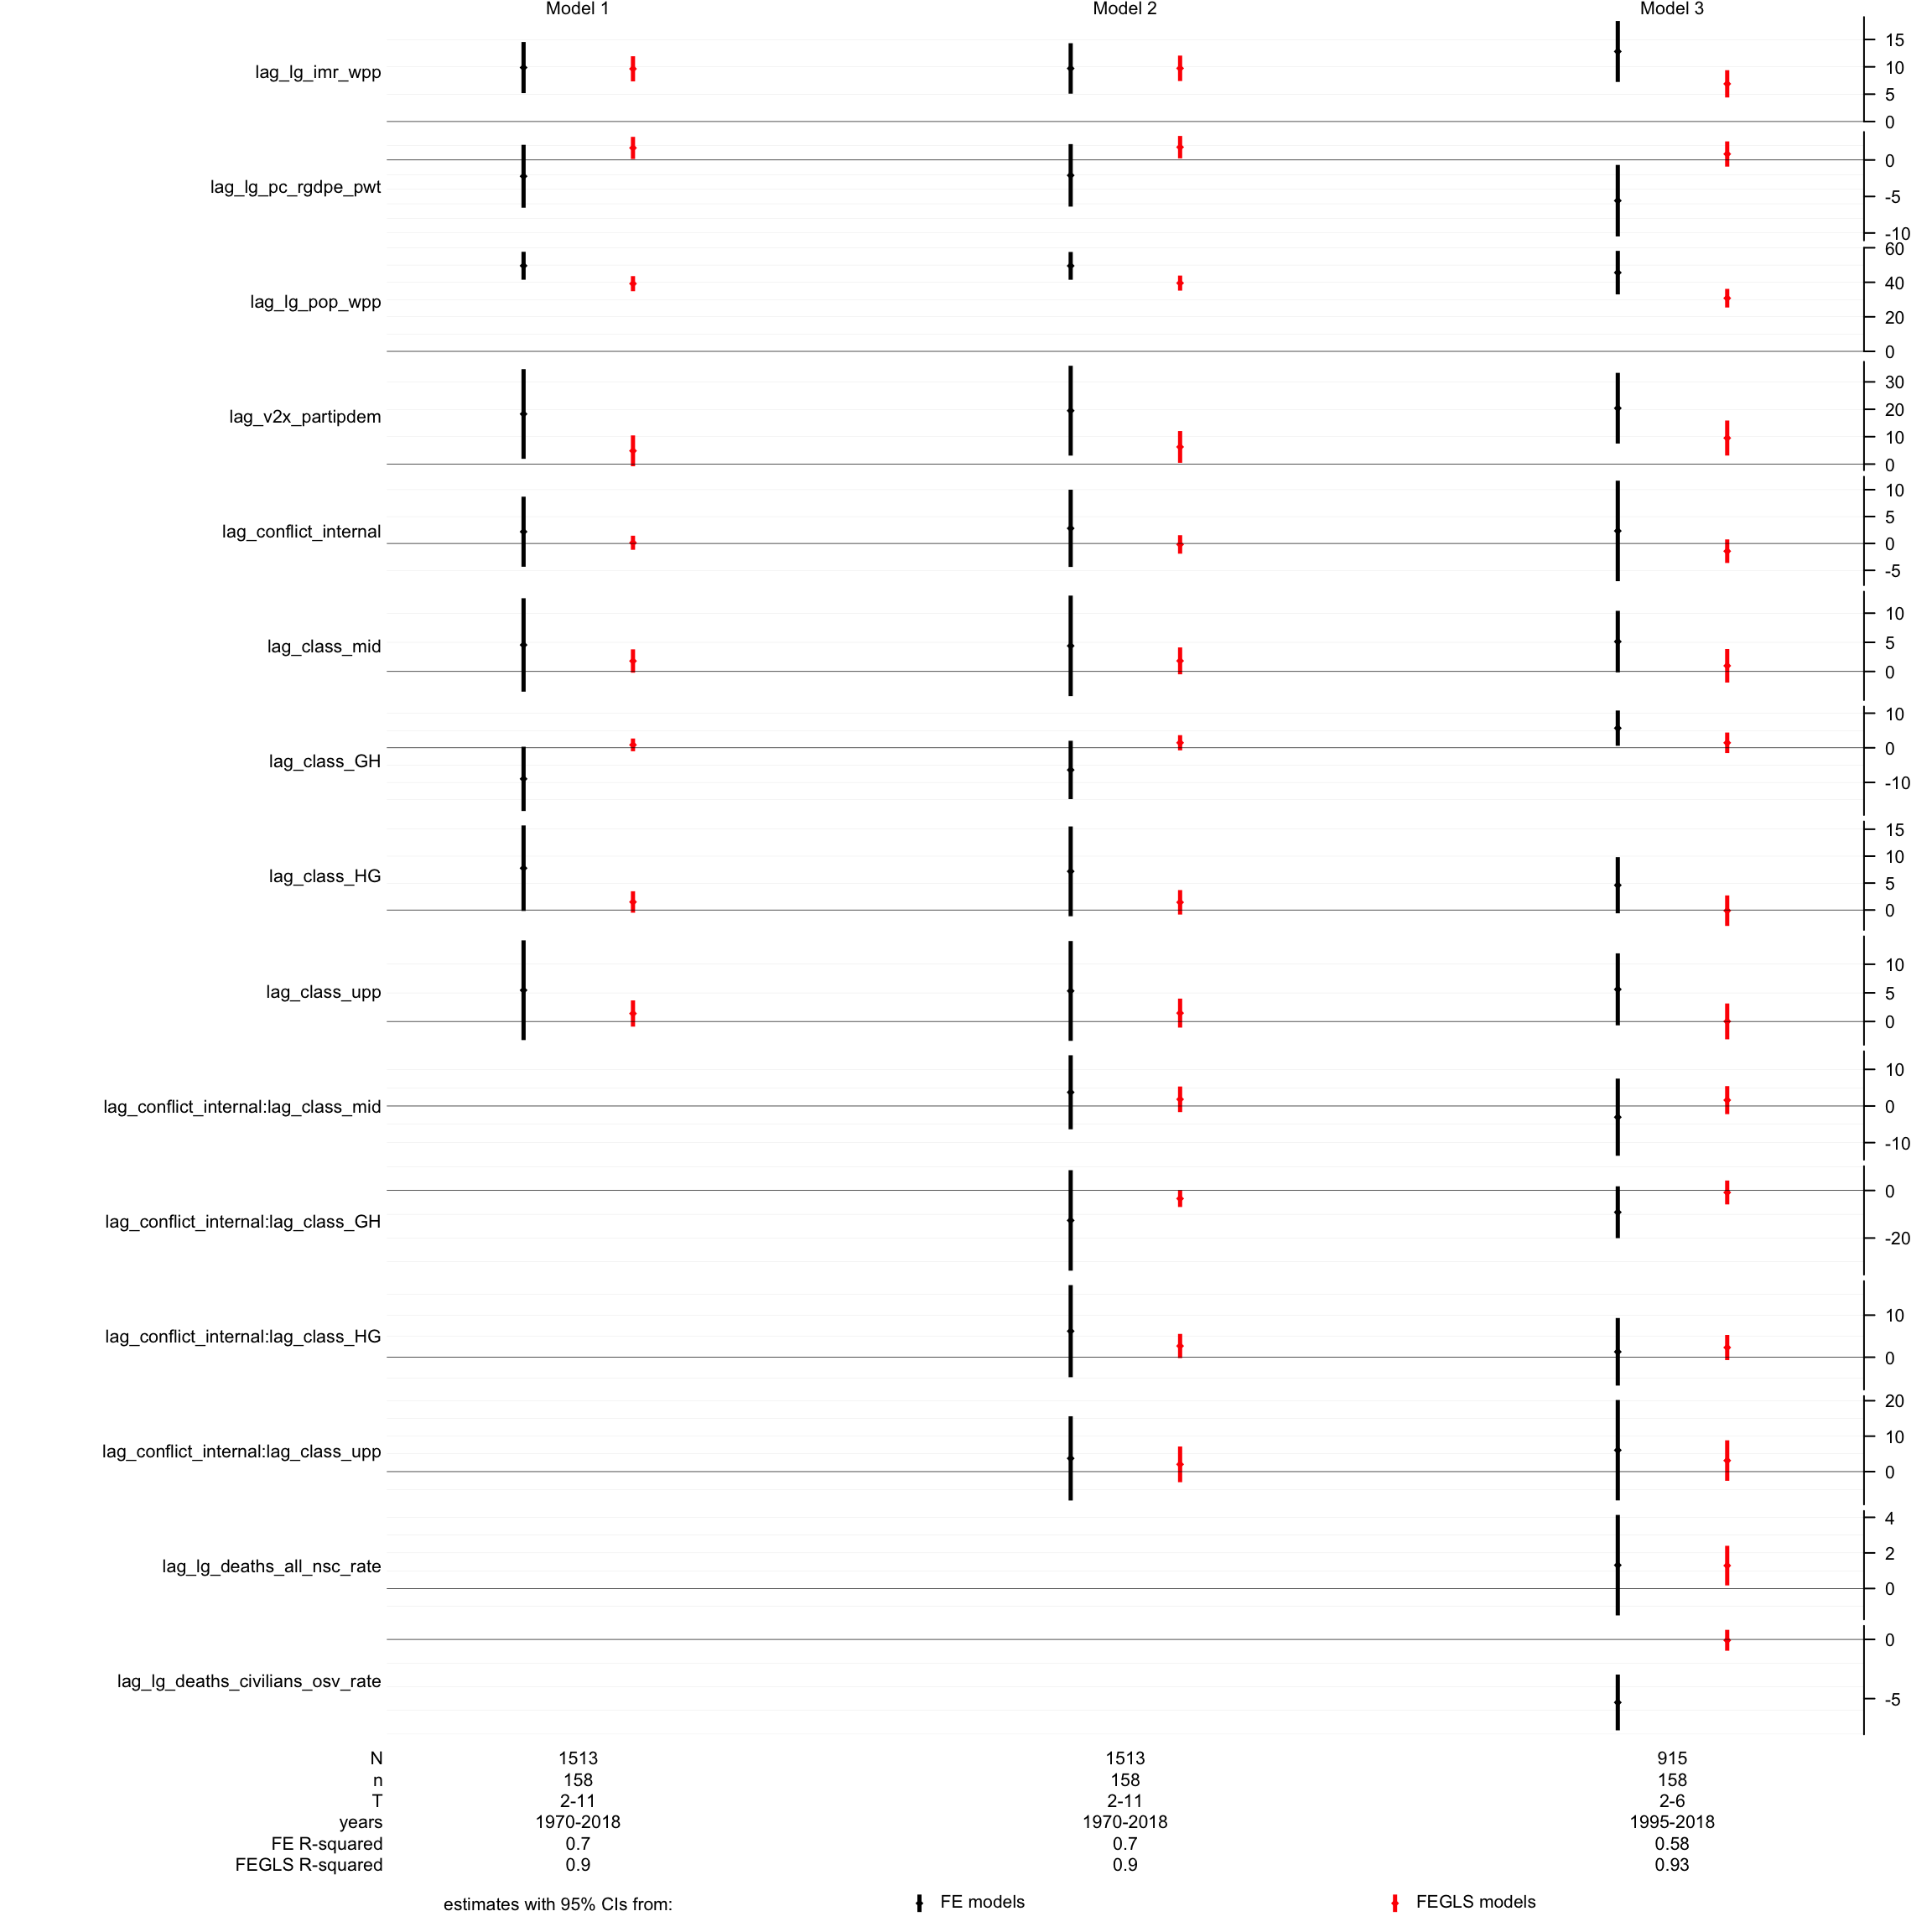 Model 1 Model 2 Model 3
lag_lg_imr_wpp
15
10
5
0
lag_lg_pc_rgdpe_pwt
0
-5
-10
lag_lg_pop_wpp
60
40
20
0
lag_v2x_partipdem
30
20
10
0
lag_conflict_internal
10
5
0
-5
lag_class_mid
10
5
0
lag_class_GH
10
0
-10
lag_class_HG
15
10
5
0
lag_class_upp
10
5
0
lag_conflict_internal:lag_class_mid
10
0
-10
lag_conflict_internal:lag_class_GH
0
-20
lag_conflict_internal:lag_class_HG
10
0
lag_conflict_internal:lag_class_upp
20
10
0
lag_lg_deaths_all_nsc_rate
4
2
0
lag_lg_deaths_civilians_osv_rate
0
-5
N 1513 1513 915
n 158 158 158
T 2-11 2-11 2-6
years 1970-2018 1970-2018 1995-2018
FE R-squared 0.7 0.7 0.58
FEGLS R-squared 0.9 0.9 0.93
estimates with 95% CIs from: FE models FEGLS models